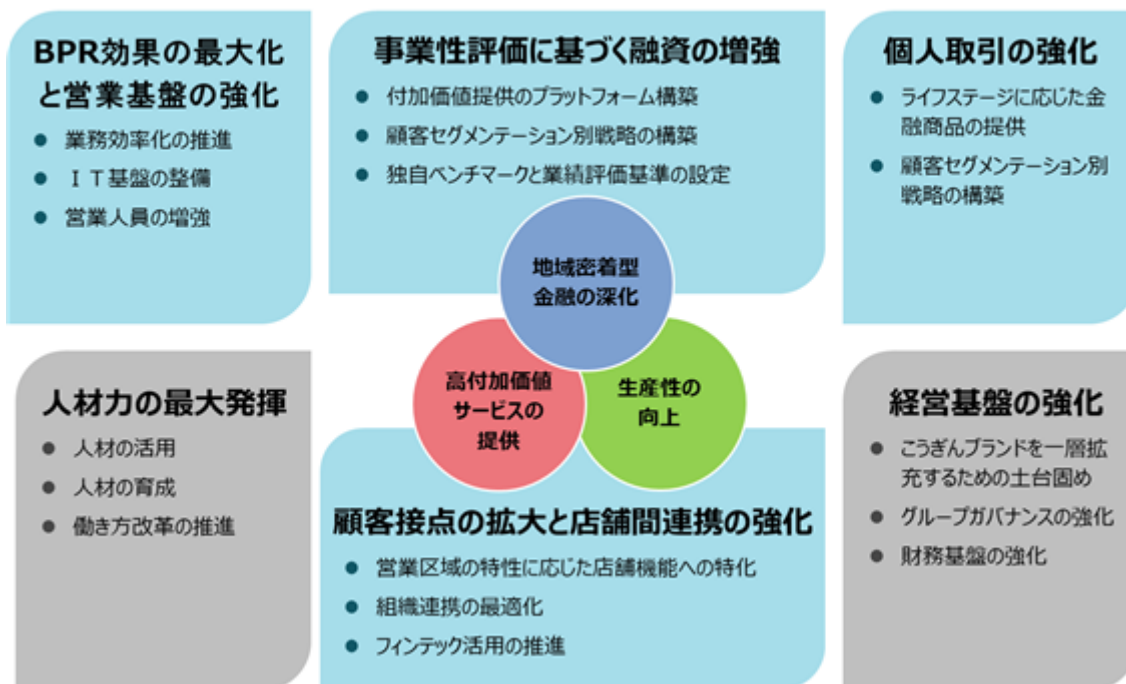 BPR効果の最大化
と営業基盤の強化
● 業務効率化の推進
● ＩＴ基盤の整備
● 営業人員の増強
事業性評価に基づく融資の増強
● 付加価値提供のプラットフォーム構築
● 顧客セグメンテーション別戦略の構築
● 独自ベンチマークと業績評価基準の設定
個人取引の強化
● ライフステージに応じた金
融商品の提供
● 顧客セグメンテーション別
戦略の構築
地域密着型
金融の深化
高付加価値
サービスの
提供
生産性の
向上
人材力の最大発揮
● 人材の活用
● 人材の育成
● 働き方改革の推進
顧客接点の拡大と店舗間連携の強化
● 営業区域の特性に応じた店舗機能への特化
● 組織連携の最適化
● フィンテック活用の推進
経営基盤の強化
● こうぎんブランドを一層拡
充するための土台固め
● グループガバナンスの強化
● 財務基盤の強化